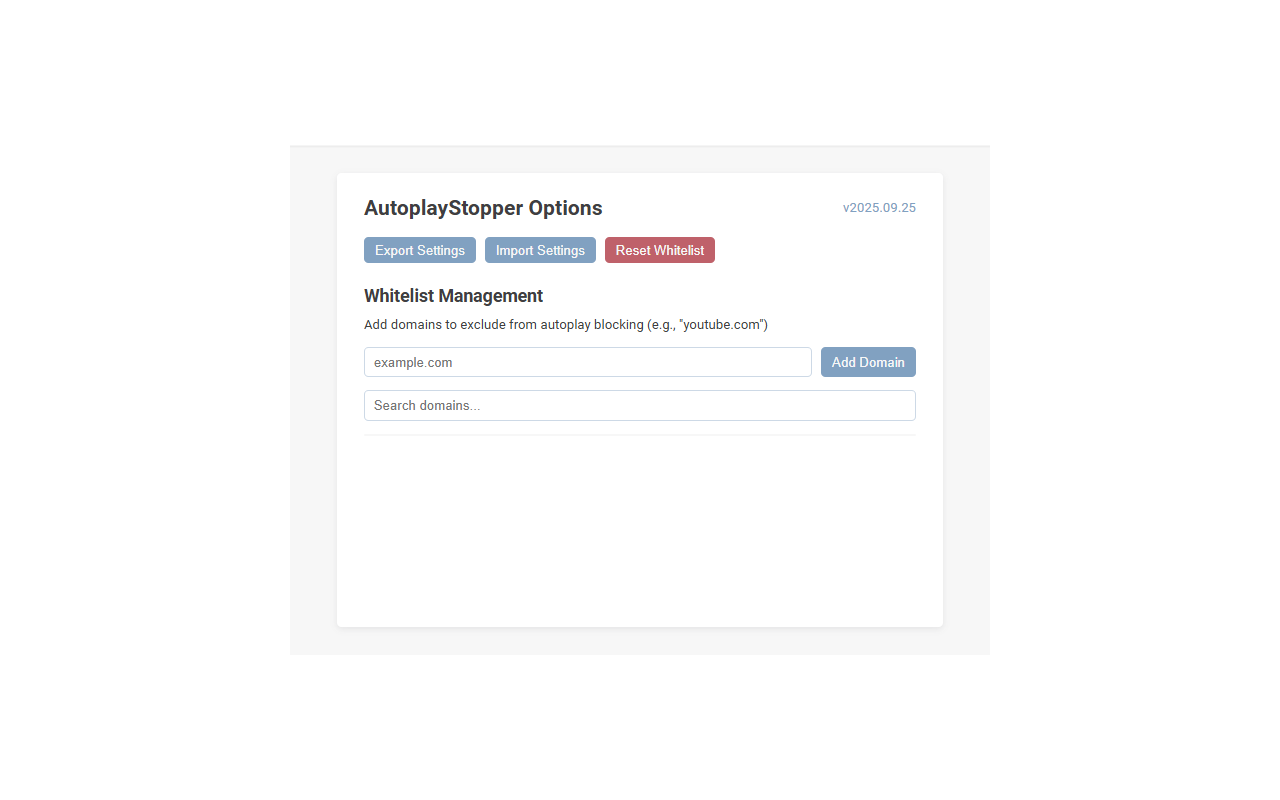 AutoplayStopper Options
v2025.09.25
Export Settings Import Settings Reset Whitelist
Whitelist Management
Add domains to exclude from autoplay blocking (e.g., "youtube.com")
example.com Add Domain
Search domains...